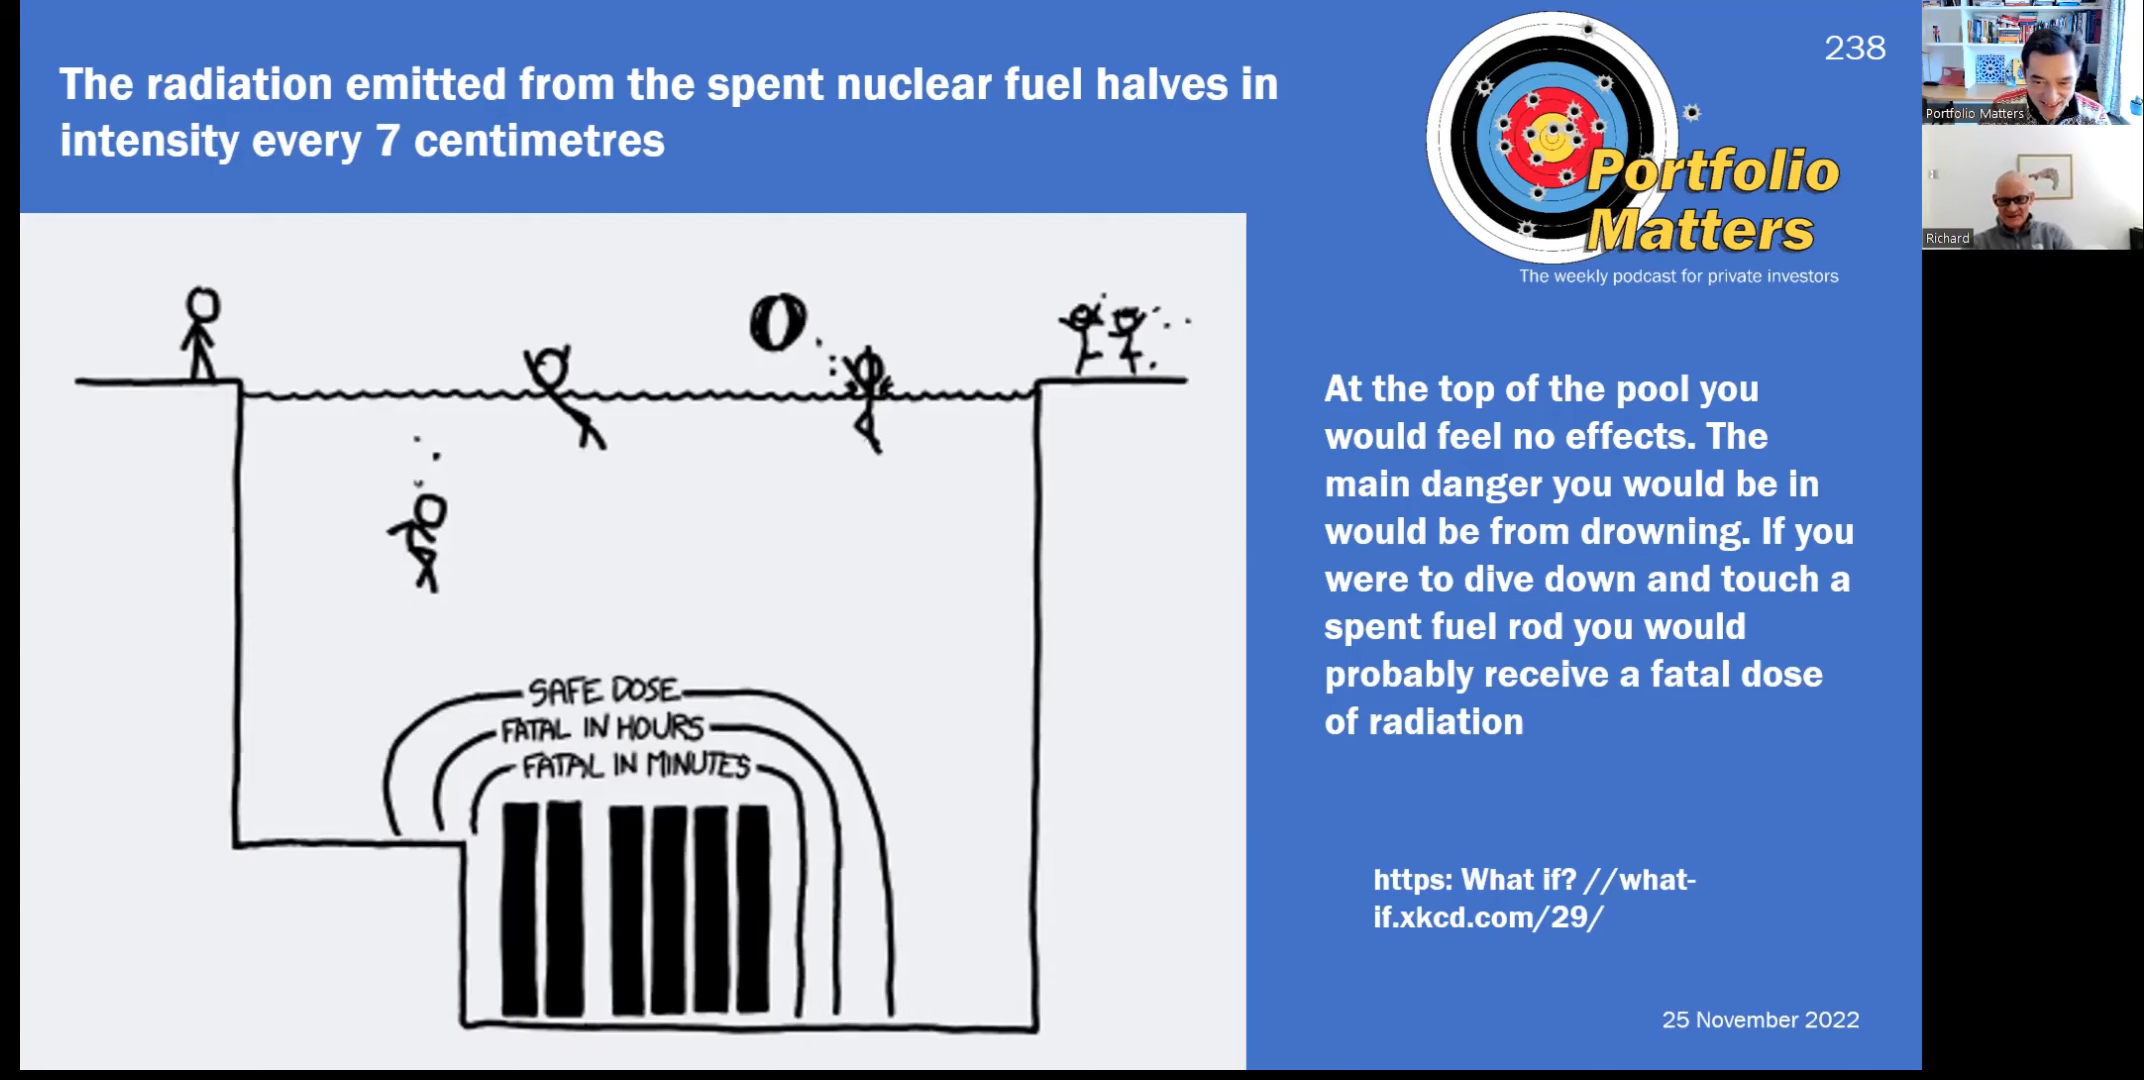 The radiation emitted from the spent nuclear fuel halves in
intensity every 7 centimetres
238
Portfolio
Matters
The weekly podcast for private investors
Portfolio Matters
Richard
SAFE DOSE
FATAL IN HOURS
FATAL IN MINUTES
At the top of the pool you
would feel no effects. The
main danger you would be in
would be from drowning. If you
were to dive down and touch a
spent fuel rod you would
probably receive a fatal dose
of radiation
https: What if? //what-
if.xkcd.com/29/
25 November 2022